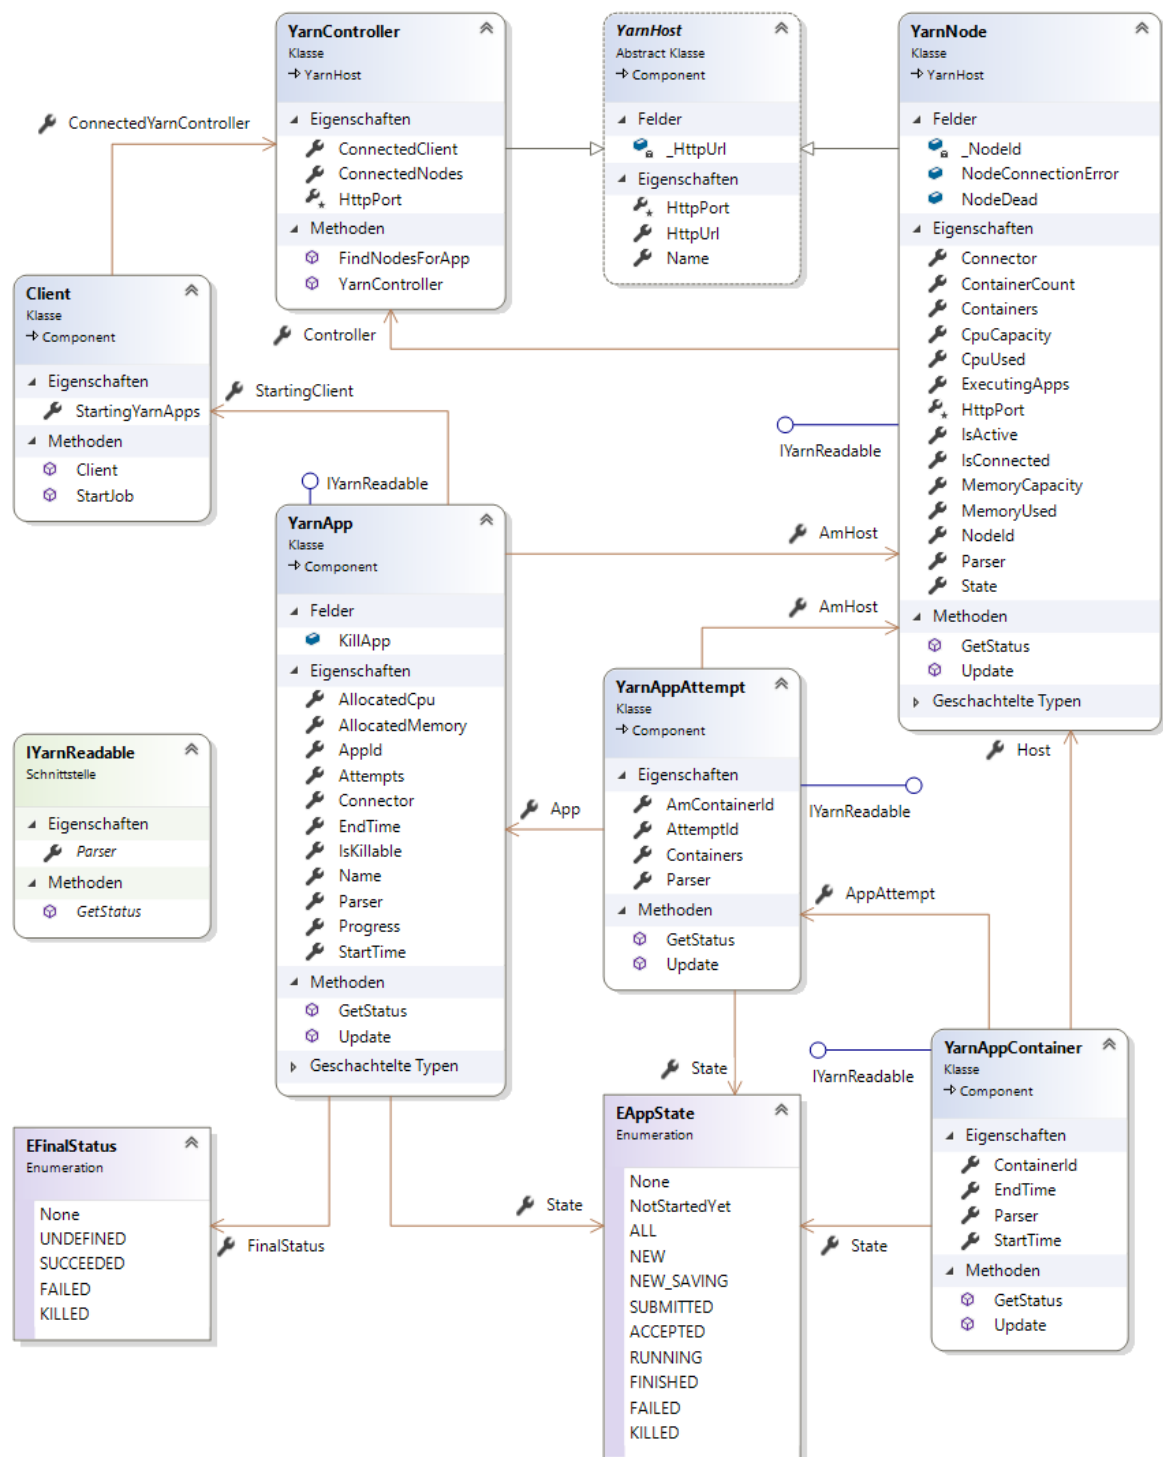 YarnController
Klasse
YarnHost
Eigenschaften
ConnectedClient
ConnectedNodes
HttpPort
Methoden
FindNodesForApp
YarnController
YarnHost
Abstract Klasse
Component
Felder
_HttpUrl
Eigenschaften
HttpPort
HttpUrl
Name
YarnNode
Klasse
YarnHost
Felder
_NodeId
NodeConnectionError
NodeDead
Eigenschaften
Connector
ContainerCount
Containers
CpuCapacity
CpuUsed
ExecutingApps
HttpPort
IsActive
IsConnected
MemoryCapacity
MemoryUsed
NodeId
Parser
State
Methoden
GetStatus
Update
Geschachtelte Typen
ConnectedYarnController
Client
Klasse
Component
Eigenschaften
StartingYarnApps
Methoden
Client
StartJob
Controller
StartingClient
IYarnReadable
IYarnReadable
YarnApp
Klasse
Component
Felder
KillApp
Eigenschaften
AllocatedCpu
AllocatedMemory
AppId
Attempts
Connector
EndTime
IsKillable
Name
Parser
Progress
StartTime
Methoden
GetStatus
Update
Geschachtelte Typen
AmHost
AmHost
YarnAppAttempt
Klasse
Component
Eigenschaften
AmContainerId
AttemptId
Containers
Parser
Methoden
GetStatus
Update
IYarnReadable
Schnittstelle
Eigenschaften
Parser
Methoden
GetStatus
App
Host
IYarnReadable
AppAttempt
State
IYarnReadable
YarnAppContainer
Klasse
Component
Eigenschaften
ContainerId
EndTime
Parser
StartTime
Methoden
GetStatus
Update
EFinalStatus
Enumeration
None
UNDEFINED
SUCCEEDED
FAILED
KILLED
FinalStatus
State
EAppState
Enumeration
None
NotStartedYet
ALL
NEW
NEW_SAVING
SUBMITTED
ACCEPTED
RUNNING
FINISHED
FAILED
KILLED
State